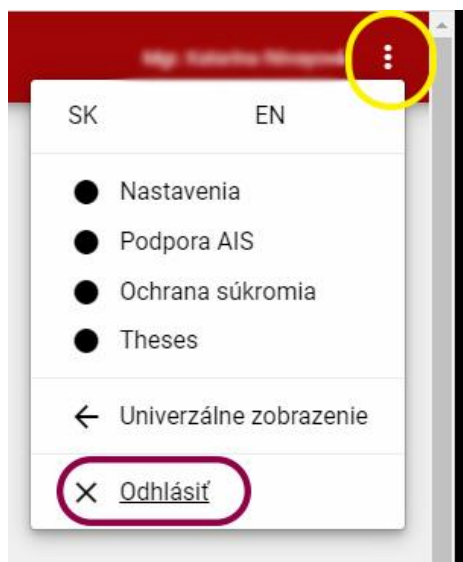 SK EN
Nastavenia
Podpora AIS
Ochrana súkromia
Theses
Univerzálne zobrazenie
Odhlásiť